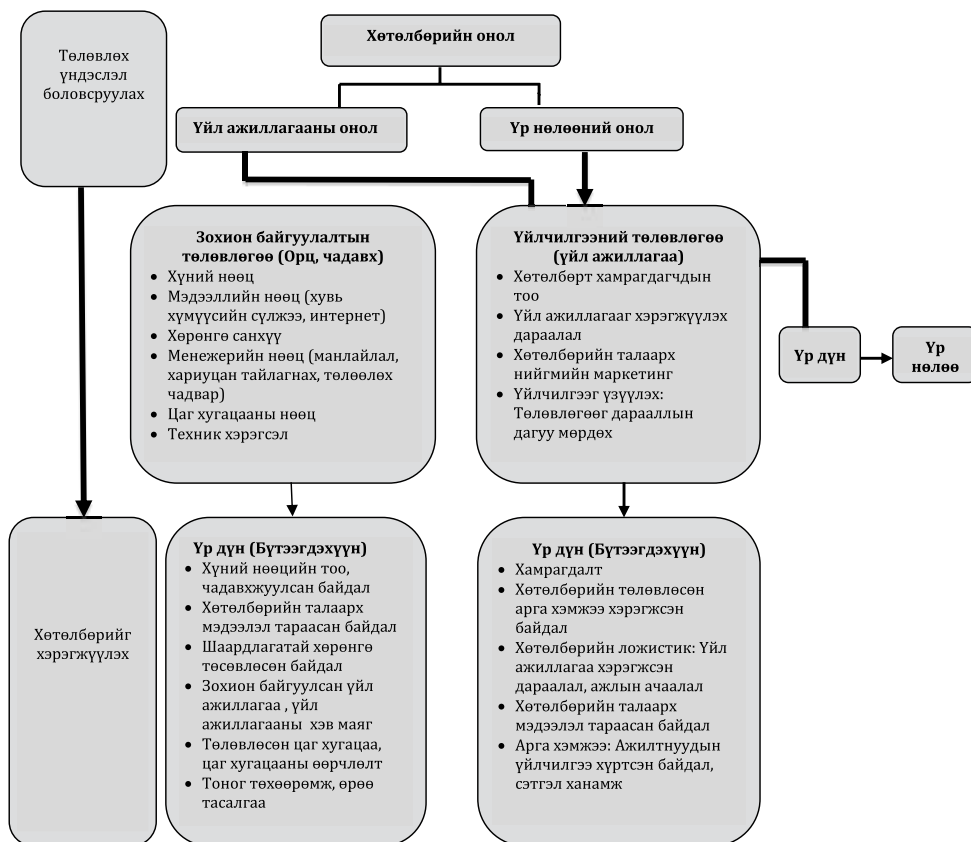 Төлөвлөх
үндэслэл
боловсруулах
Хөтөлбөрийн онол
Үйл ажиллагааны онол
Үр нөлөөний онол
Зохион байгуулалтын
төлөвлөгөө (Орц, чадавх)
• Хүний нөөц
• Мэдээллийн нөөц (хувь
хүмүүсийн сүлжээ, интернет)
• Хөрөнгө санхүү
• Менежерийн нөөц (манлайлал,
хариуцан тайлагнах, төлөөлөх
чадвар)
• Цаг хугацааны нөөц
• Техник хэрэгсэл
Үйлчилгээний төлөвлөгөө
(үйл ажиллагаа)
• Хөтөлбөрт хамрагдагчдын
тоо
• Үйл ажиллагааг хэрэгжүүлэх
дараалал
• Хөтөлбөрийн талаарх
нийгмийн маркетинг
• Үйлчилгээг үзүүлэх:
Төлөвлөгөөг дарааллын
дагуу мөрдөх
Үр дүн
Үр
нөлөө
Хөтөлбөрийг
хэрэгжүүлэх
Үр дүн (Бүтээгдэхүүн)
• Хүний нөөцийн тоо,
чадавхжуулсан байдал
• Хөтөлбөрийн талаарх
мэдээлэл тараасан байдал
• Шаардлагатай хөрөнгө
төсөвлөсөн байдал
• Зохион байгуулсан үйл
ажиллагаа , үйл
ажиллагааны хэв маяг
• Төлөвлөсөн цаг хугацаа,
цаг хугацааны өөрчлөлт
• Тоног төхөөрөмж, өрөө
тасалгаа
Үр дүн (Бүтээгдэхүүн)
• Хамрагдалт
• Хөтөлбөрийн төлөвлөсөн
арга хэмжээ хэрэгжсэн
байдал
• Хөтөлбөрийн ложистик: Үйл
ажиллагаа хэрэгжсэн
дараалал, ажлын ачаалал
• Хөтөлбөрийн талаарх
мэдээлэл тараасан байдал
• Арга хэмжээ: Ажилтнуудын
үйлчилгээ хүртсэн байдал,
сэтгэл ханамж